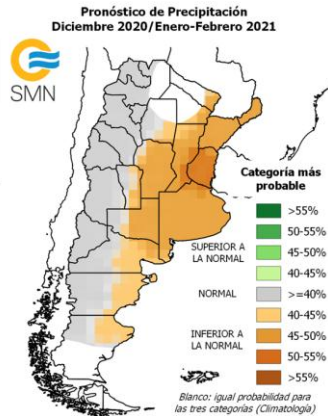 Pronóstico de Precipitación
Diciembre 2020/Enero-Febrero 2021
SMN
Categoría más
probable
>55%
50-55%
SUPERIOR A
LA NORMAL
45-50%
40-45%
NORMAL
>=40%
40-45%
INFERIOR A
LA NORMAL
45-50%
50-55%
>55%
Blanco: igual probabilidad para
las tres categorías (Climatología)